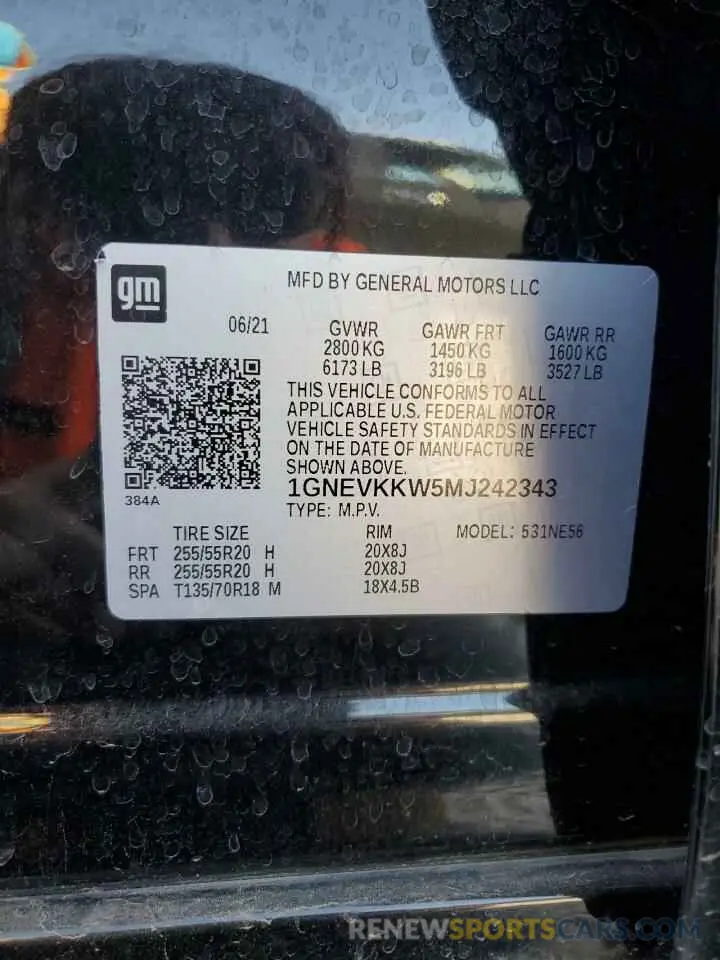 gm
MFD BY GENERAL MOTORS LLC
06/21
GVWR GAWR FRT GAWR RR
2800 KG 1450 KG 1600 KG
6173 LB 3196 LB 3527 LB
THIS VEHICLE CONFORMS TO ALL
APPLICABLE U.S. FEDERAL MOTOR
VEHICLE SAFETY STANDARDS IN EFFECT
ON THE DATE OF MANUFACTURE
SHOWN ABOVE.
384A
1GNEVKKW5MJ242343
TYPE: M.P.V.
TIRE SIZE RIM MODEL: 531NE56
FRT 255/55R20 H 20X8J
RR 255/55R20 H 20X8J
SPA T135/70R18 M 18X4.5B
RENEWSPORTSCARS.COM